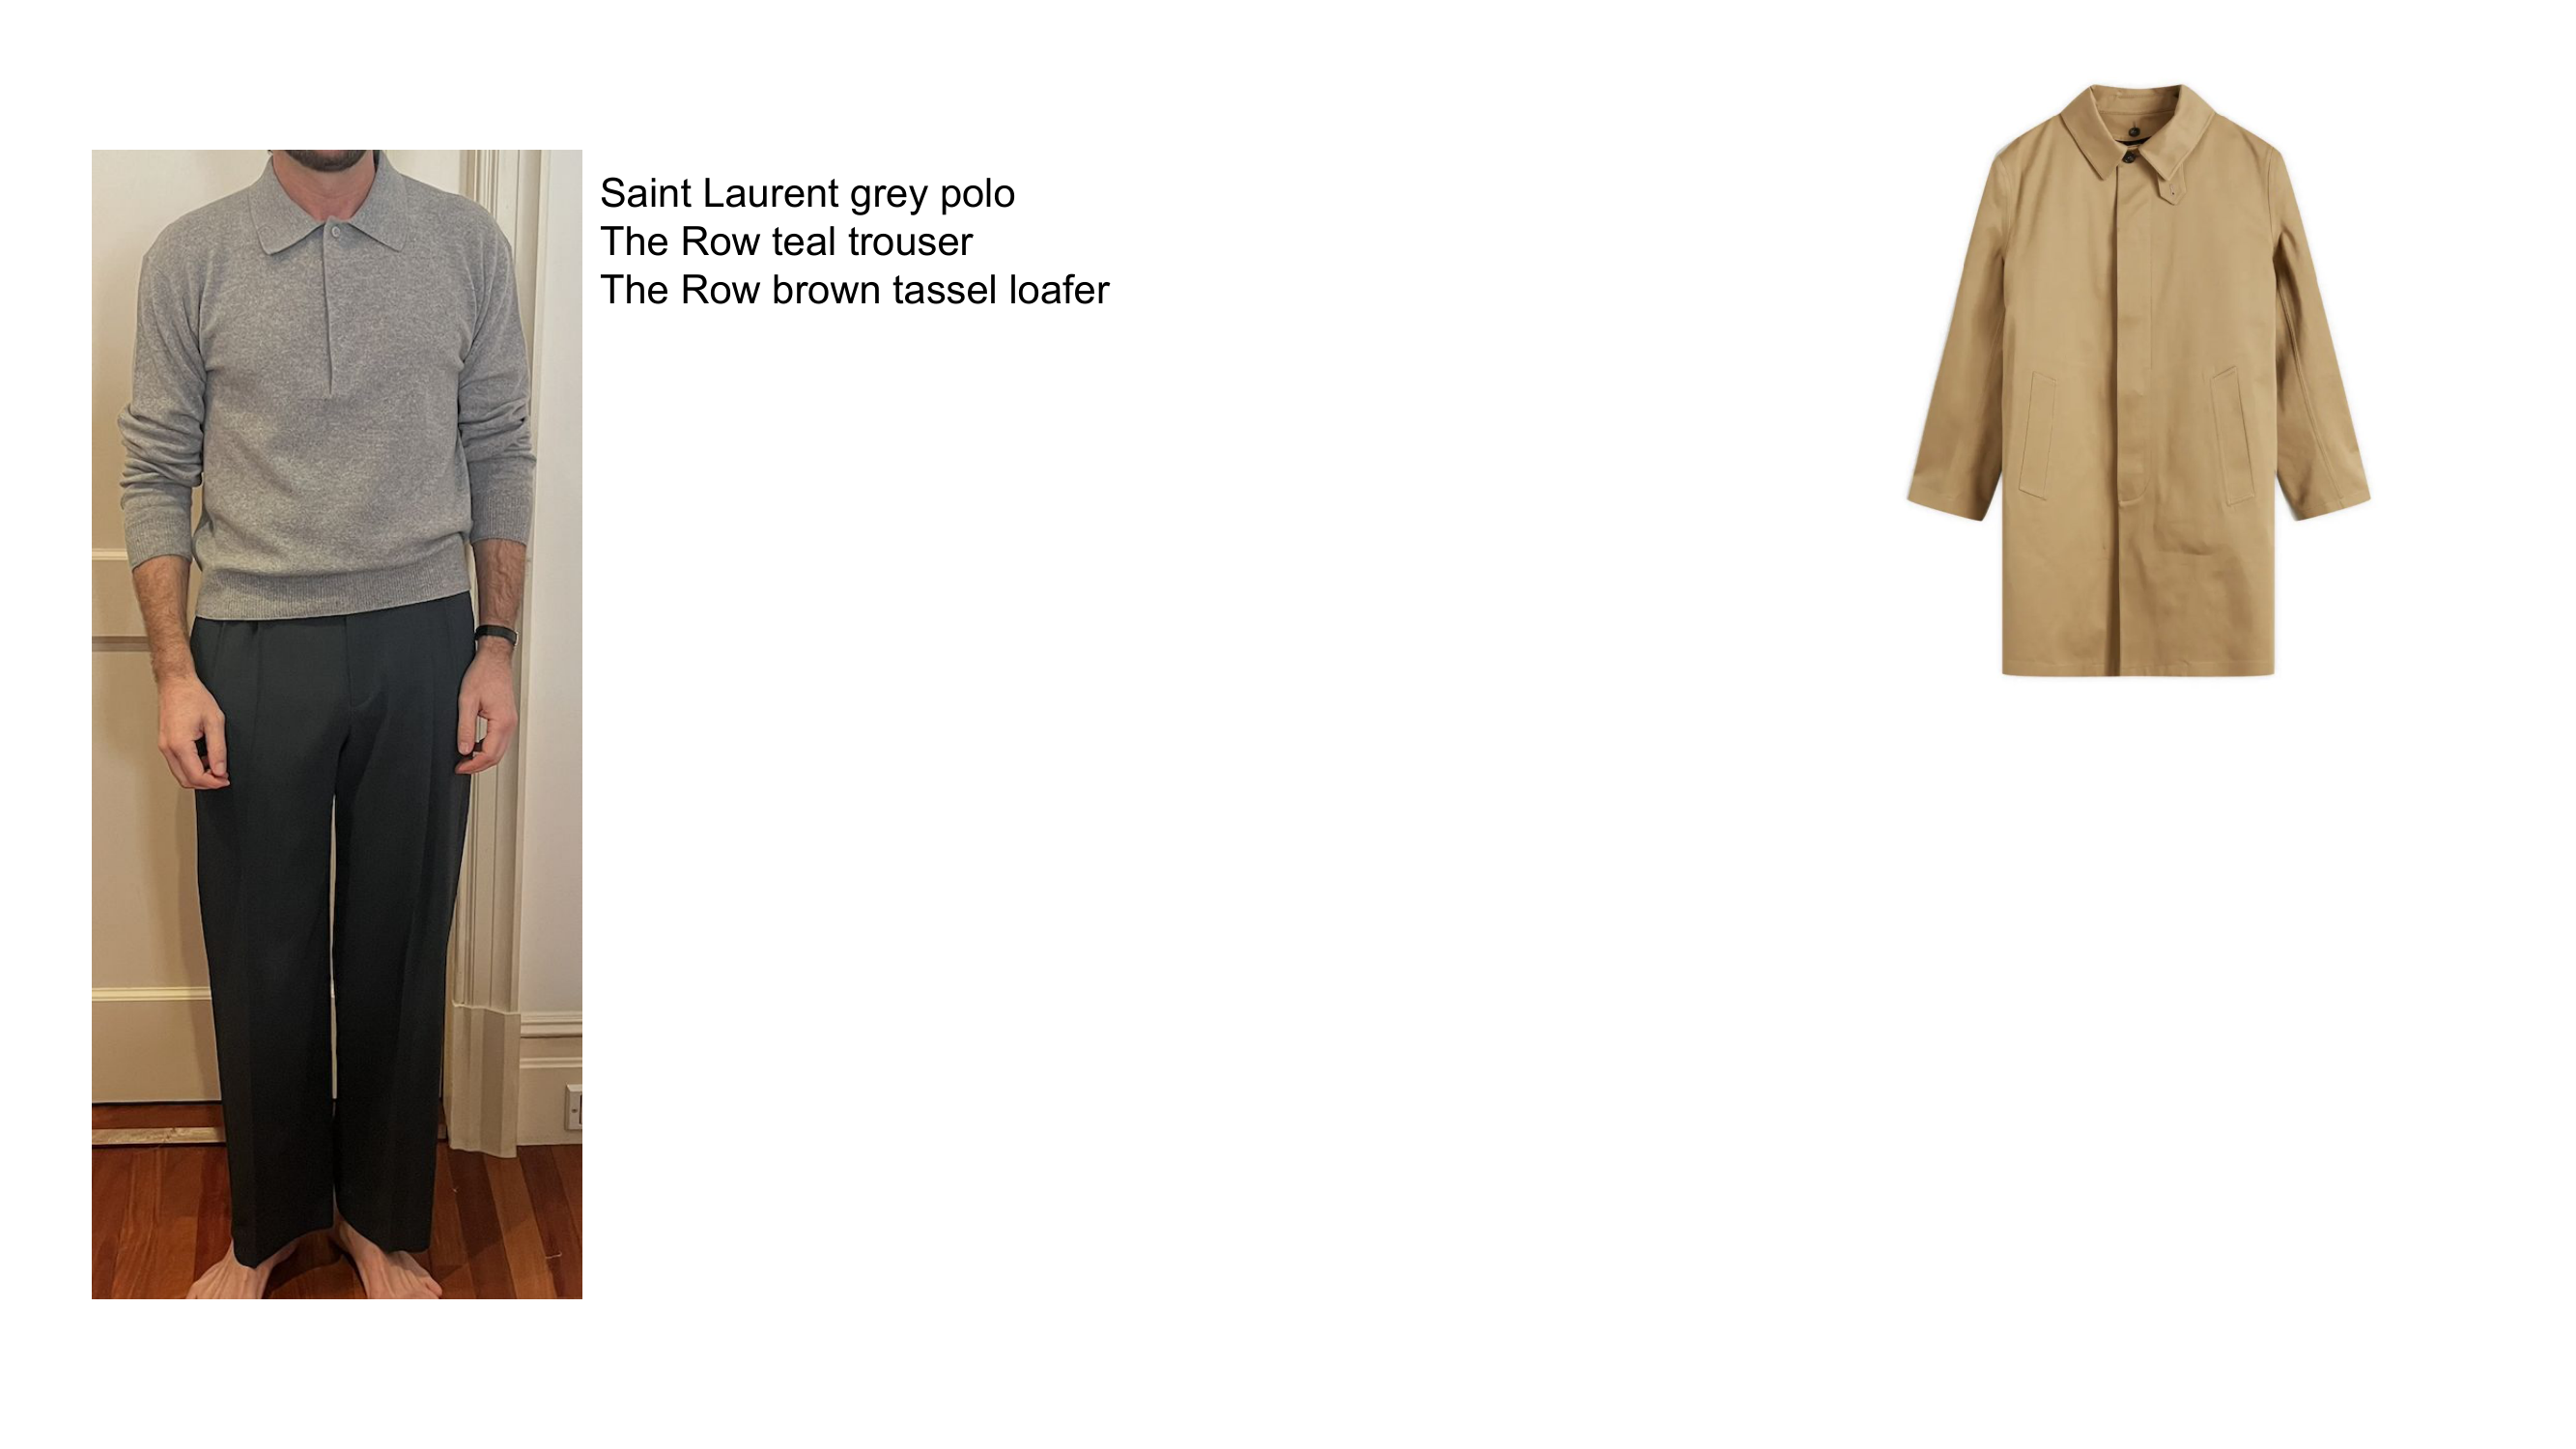 Saint Laurent grey polo
The Row teal trouser
The Row brown tassel loafer